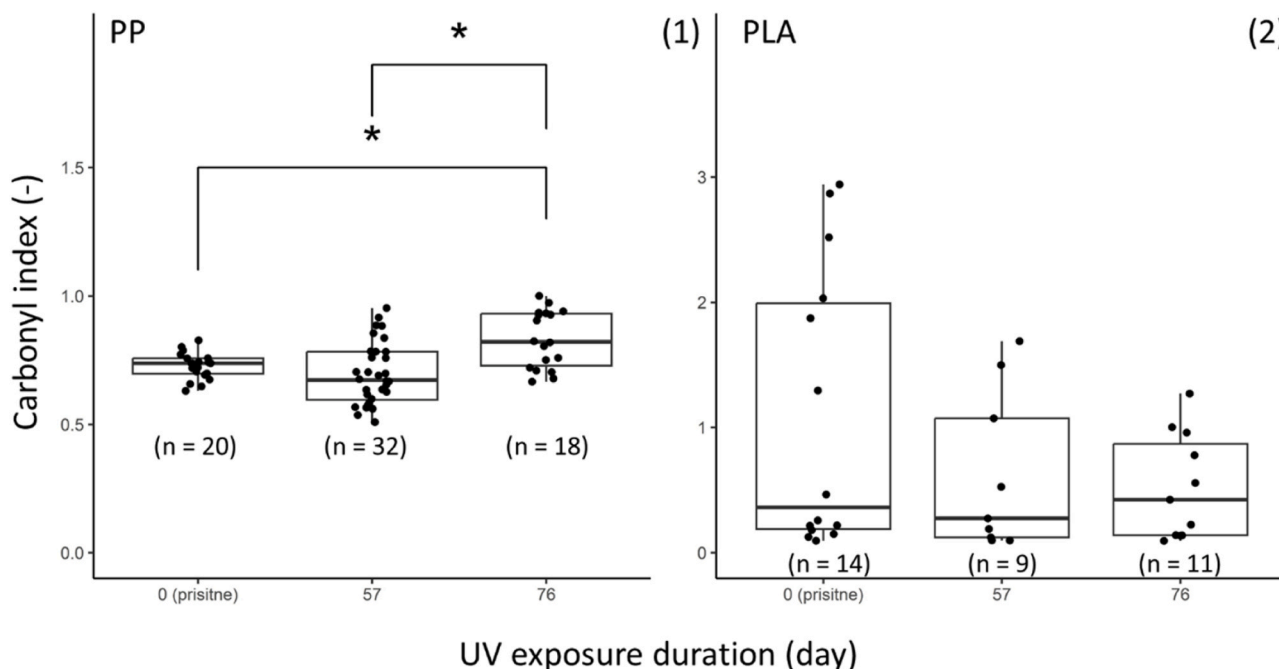 PP
(1)
*
*
Carbonyl index (-)
1.5
1.0
0.5
0.0
(n = 20)
(n = 32)
(n = 18)
0 (prisitne)
57
76
PLA
(2)
3
2
1
0
(n = 14)
(n = 9)
(n = 11)
0 (prisitne)
57
76
UV exposure duration (day)